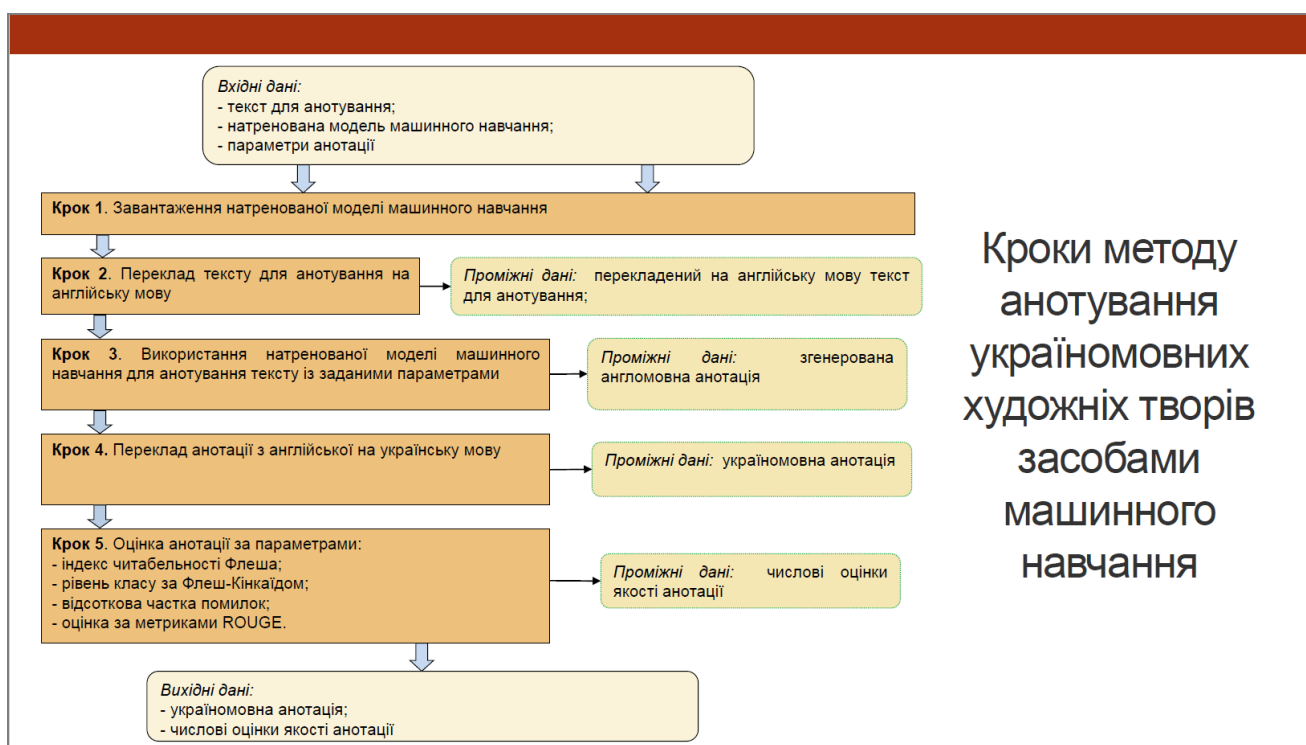 Вхідні дані:
- текст для анотування;
- натренована модель машинного навчання;
- параметри анотації
Крок 1. Завантаження натренованої моделі машинного навчання
Крок 2. Переклад тексту для анотування на
англійську мову
Проміжні дані: перекладений на англійську мову текст
для анотування;
Крок 3. Використання натренованої моделі машинного
навчання для анотування тексту із заданими параметрами
Проміжні дані: згенерована
англомовна анотація
Крок 4. Переклад анотації з англійської на українську мову
Проміжні дані: україномовна анотація
Крок 5. Оцінка анотації за параметрами:
- індекс читабельності Флеша;
- рівень класу за Флеш-Кінкаїдом;
- відсоткова частка помилок;
- оцінка за метриками ROUGE.
Проміжні дані: числові оцінки
якості анотації
Вихідні дані:
- україномовна анотація;
- числові оцінки якості анотації
Кроки методу
анотування
україномовних
художніх творів
засобами
машинного
навчання